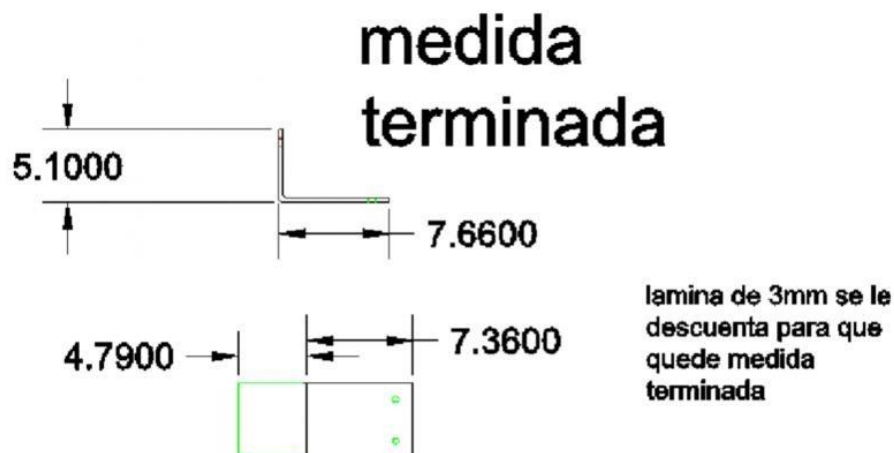 medida
terminada
5.1000
7.6600
4.7900
7.3600
lamina de 3mm se le
descuenta para que
quede medida
terminada